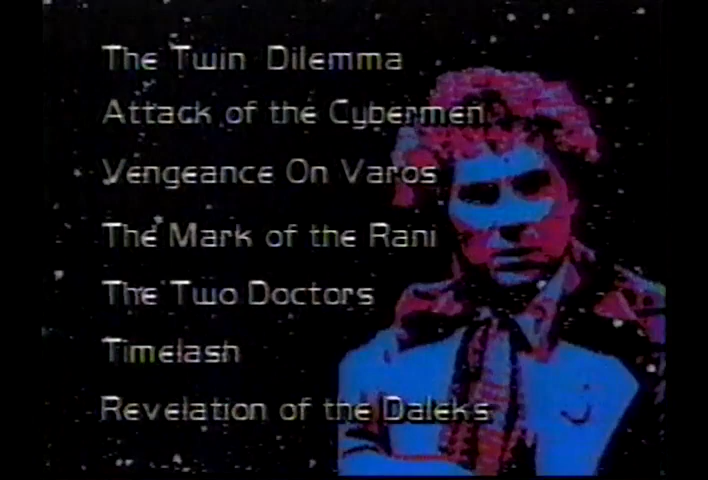 The Twin Dilemma
Attack of the Cybermen
Vengeance On Varos
The Mark of the Rani
The Two Doctors
Timelash
Revelation of the Daleks